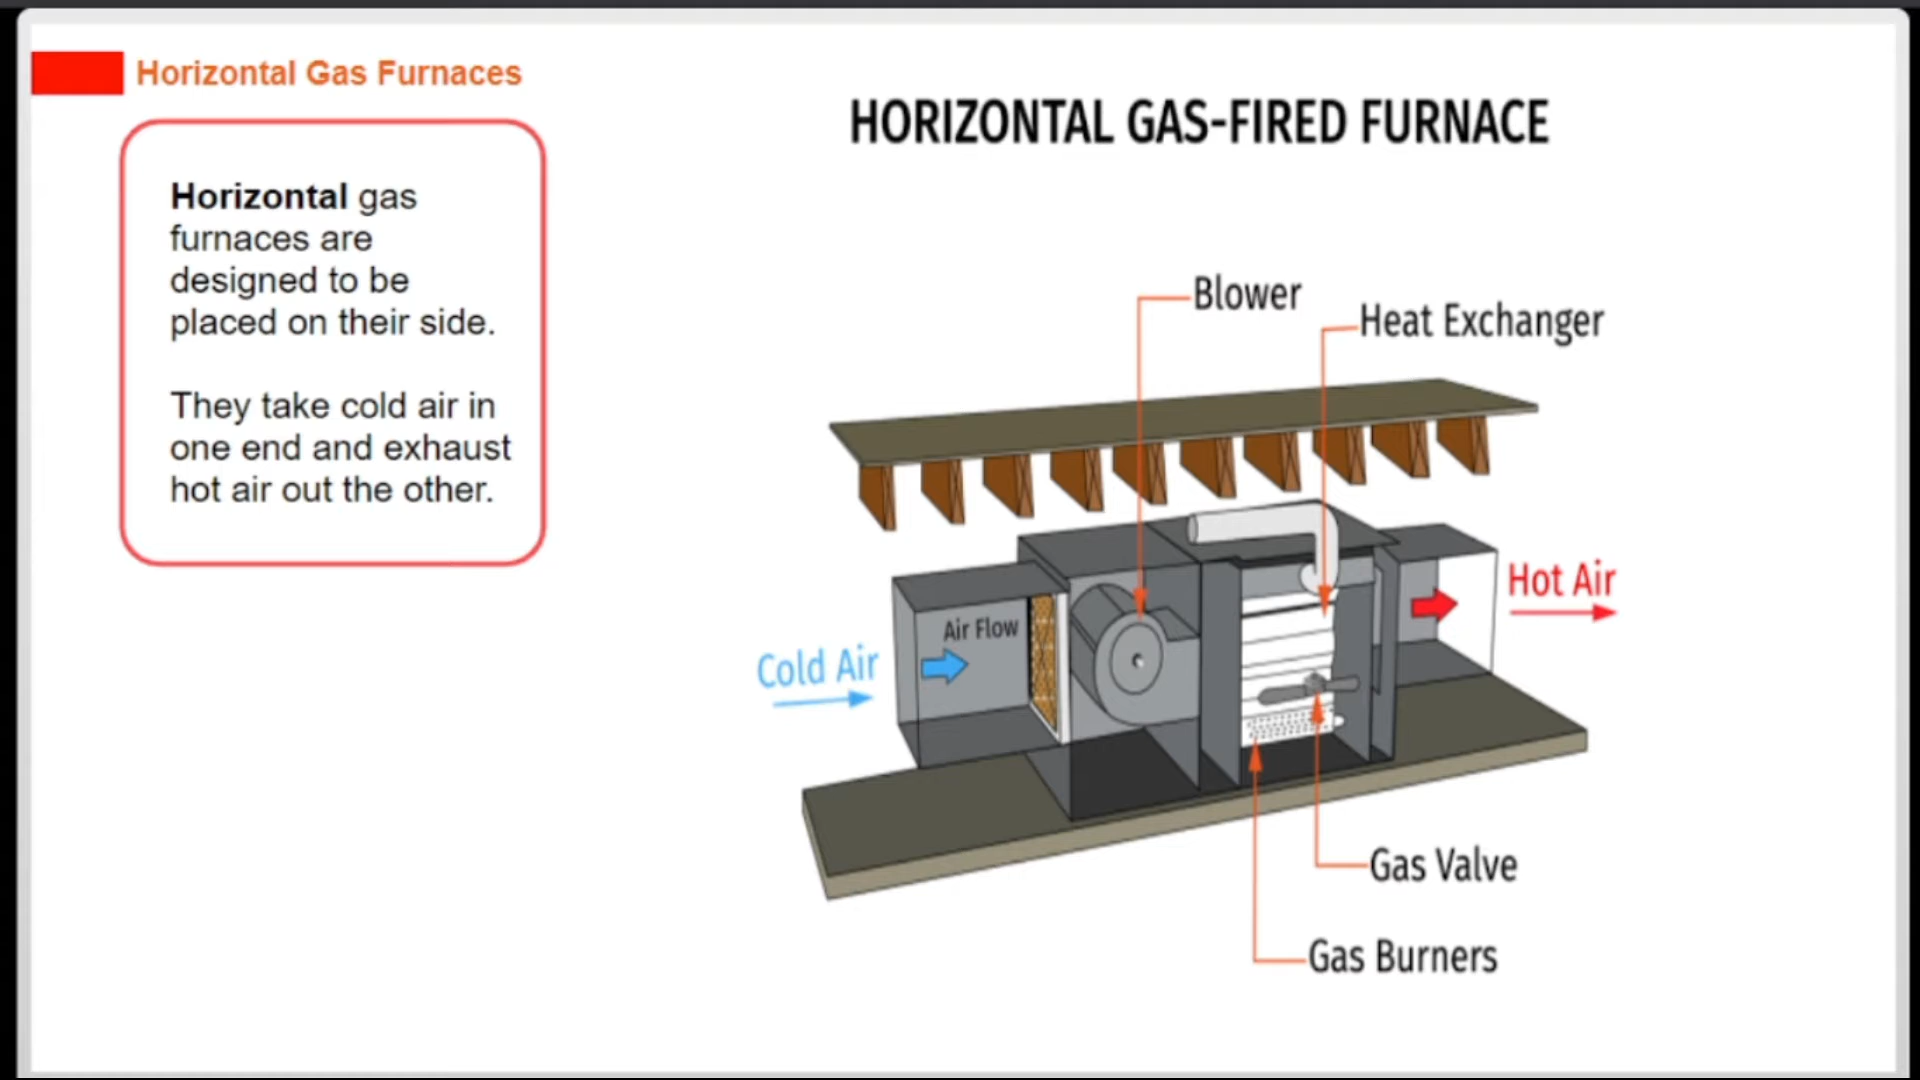 Horizontal Gas Furnaces
Horizontal gas
furnaces are
designed to be
placed on their side.
They take cold air in
one end and exhaust
hot air out the other.
HORIZONTAL GAS-FIRED FURNACE
Blower
Heat Exchanger
Hot Air
Air Flow
Cold Air
Gas Valve
Gas Burners